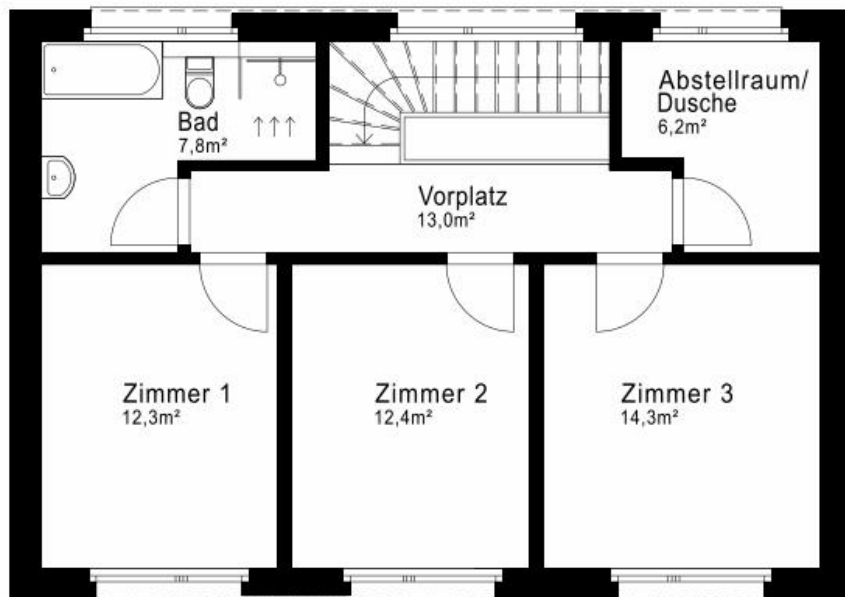 Bad
7,8m²
Abstellraum/
Dusche
6,2m²
Vorplatz
13,0m²
Zimmer 1
12,3m²
Zimmer 2
12,4m²
Zimmer 3
14,3m²